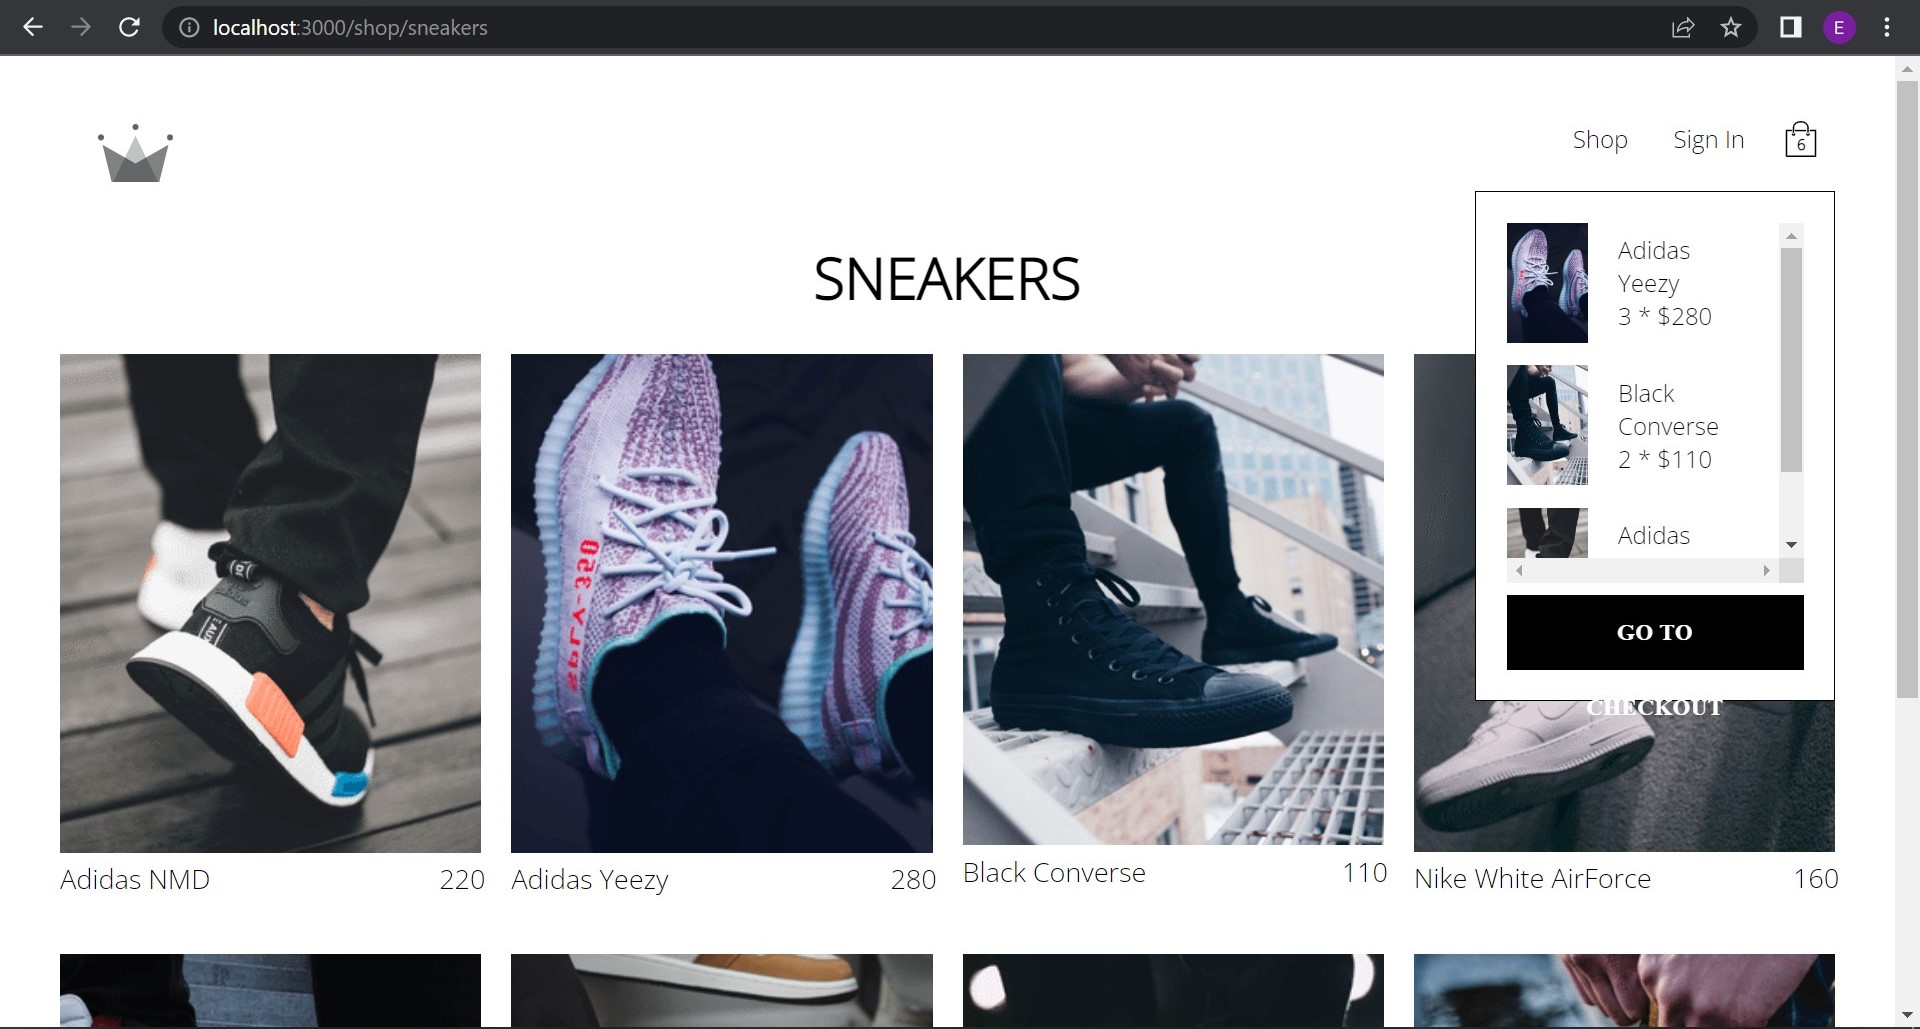 localhost:3000/shop/sneakers
E
Shop
Sign In
6
SNEAKERS
Adidas
Yeezy
3 * $280
Black
Converse
2 * $110
Adidas
GO TO
CHECKOUT
Adidas NMD
220
Adidas Yeezy
280
Black Converse
110
Nike White AirForce
160